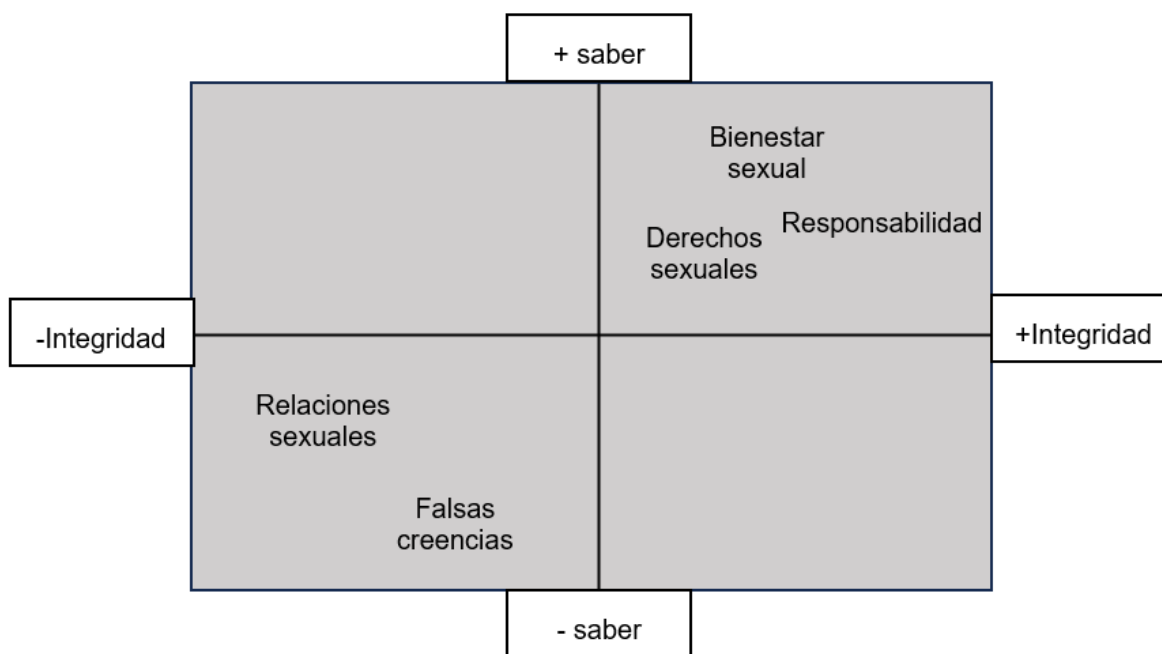 + saber
Bienestar
sexual
Responsabilidad
Derechos
sexuales
-Integridad
+Integridad
Relaciones
sexuales
Falsas
creencias
- saber